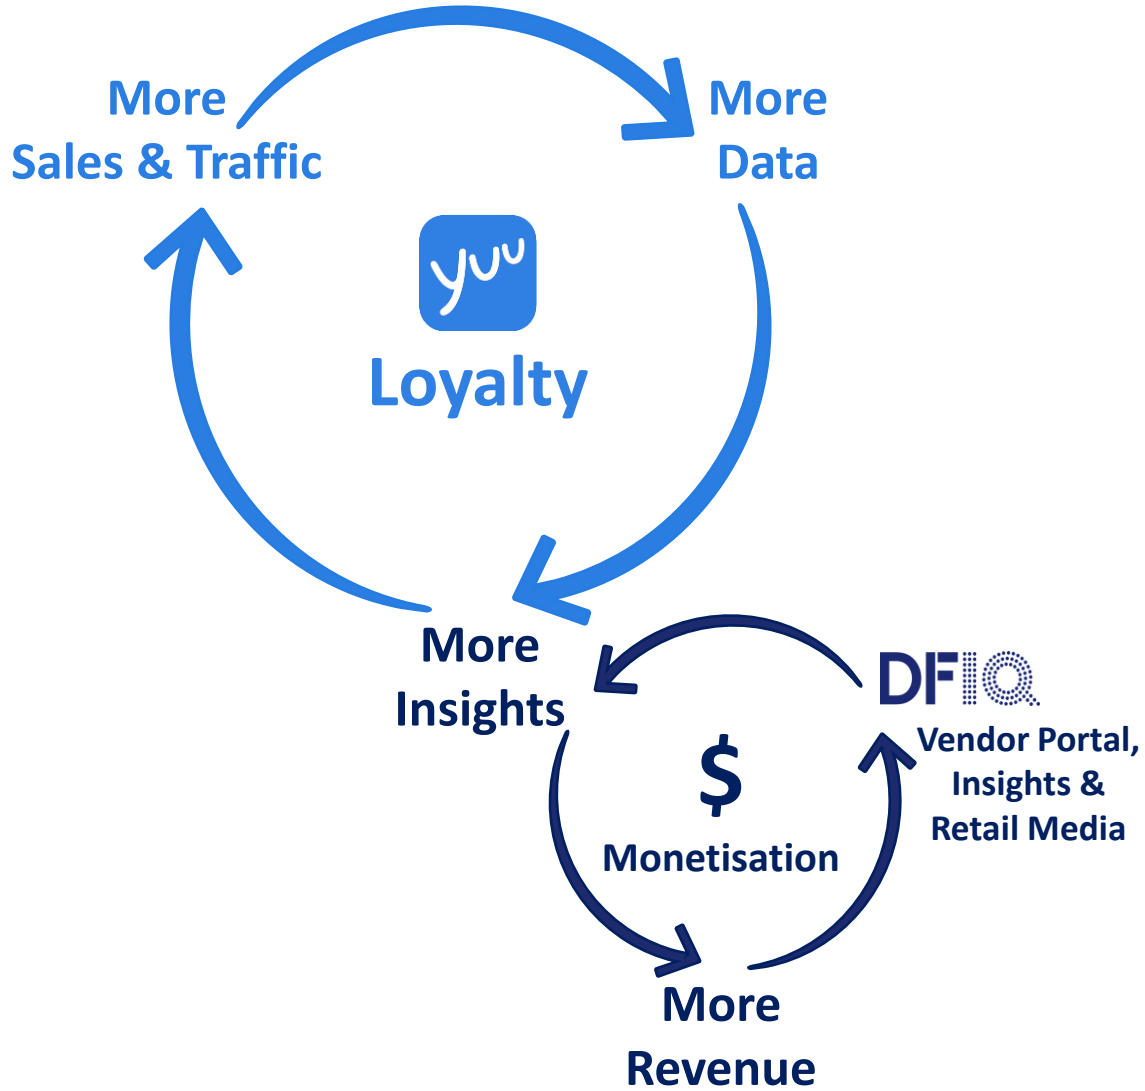 More
Sales & Traffic
More
Data
yuu
Loyalty
More
Insights
DFIQ
Vendor Portal,
Insights &
Retail Media
$
Monetisation
More
Revenue